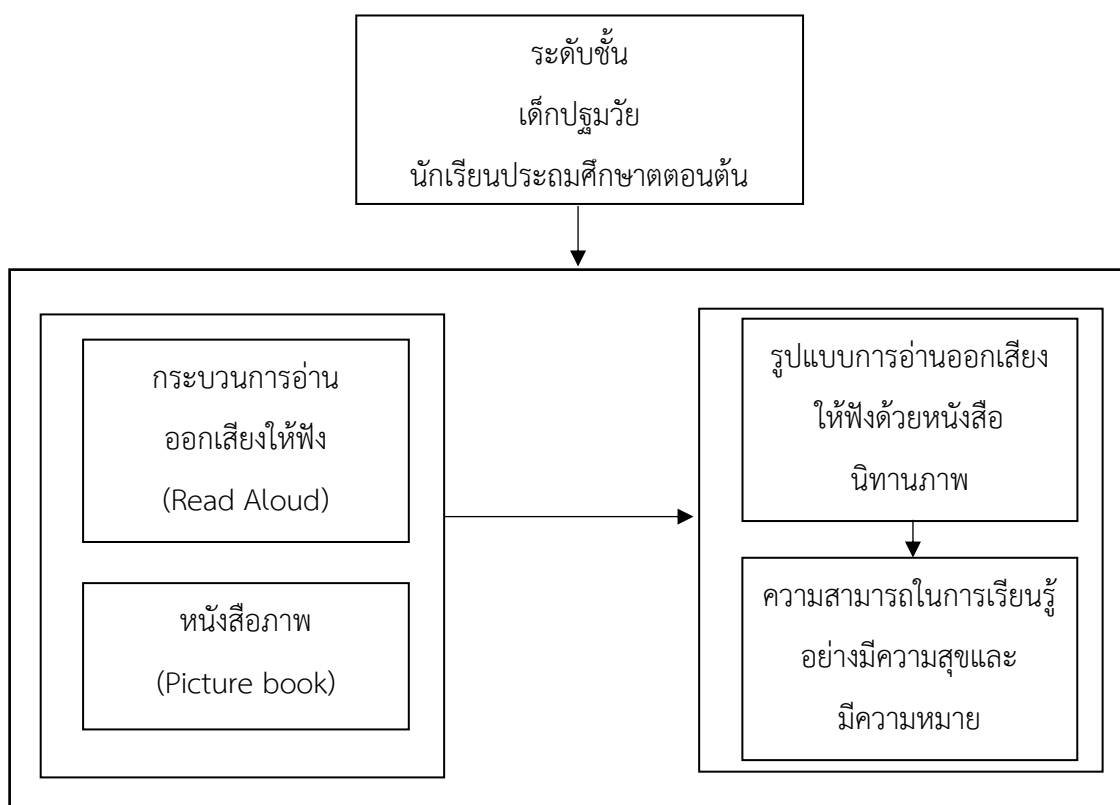 ระดับชั้น
เด็กปฐมวัย
นักเรียนประถมศึกษาตตอนต้น
กระบวนการอ่าน
ออกเสียงให้ฟัง
(Read Aloud)
หนังสือภาพ
(Picture book)
รูปแบบการอ่านออกเสียง
ให้ฟังด้วยหนังสือ
นิทานภาพ
ความสามารถในการเรียนรู้
อย่างมีความสุขและ
มีความหมาย